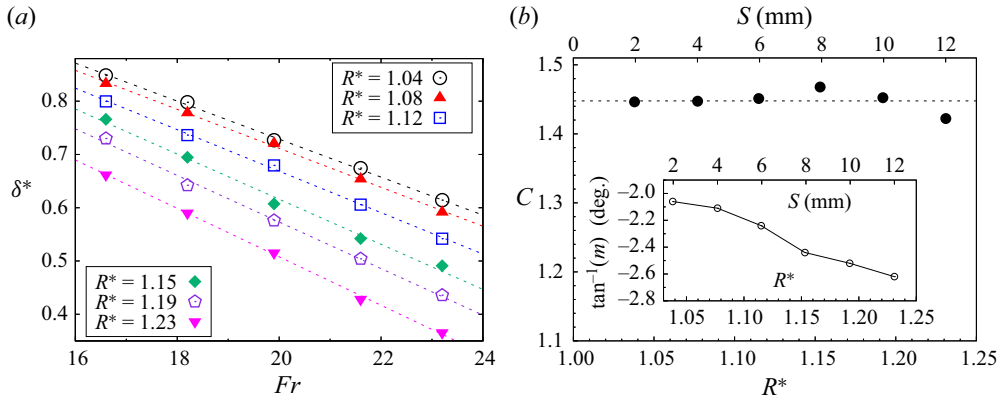 (a)
R* = 1.04
R* = 1.08
R* = 1.12
R* = 1.15
R* = 1.19
R* = 1.23
δ*
0.8
0.7
0.6
0.5
0.4
16 18 20 22 24
Fr
(b)
S (mm)
0 2 4 6 8 10 12
1.5
1.4
1.3
1.2
1.1
1.0
C
1.00 1.05 1.10 1.15 1.20 1.25
R*
2 4 6 8 10 12
S (mm)
tan⁻¹(m) (deg.)
−2.0
−2.2
−2.4
−2.6
−2.8
R*
1.05 1.10 1.15 1.20 1.25